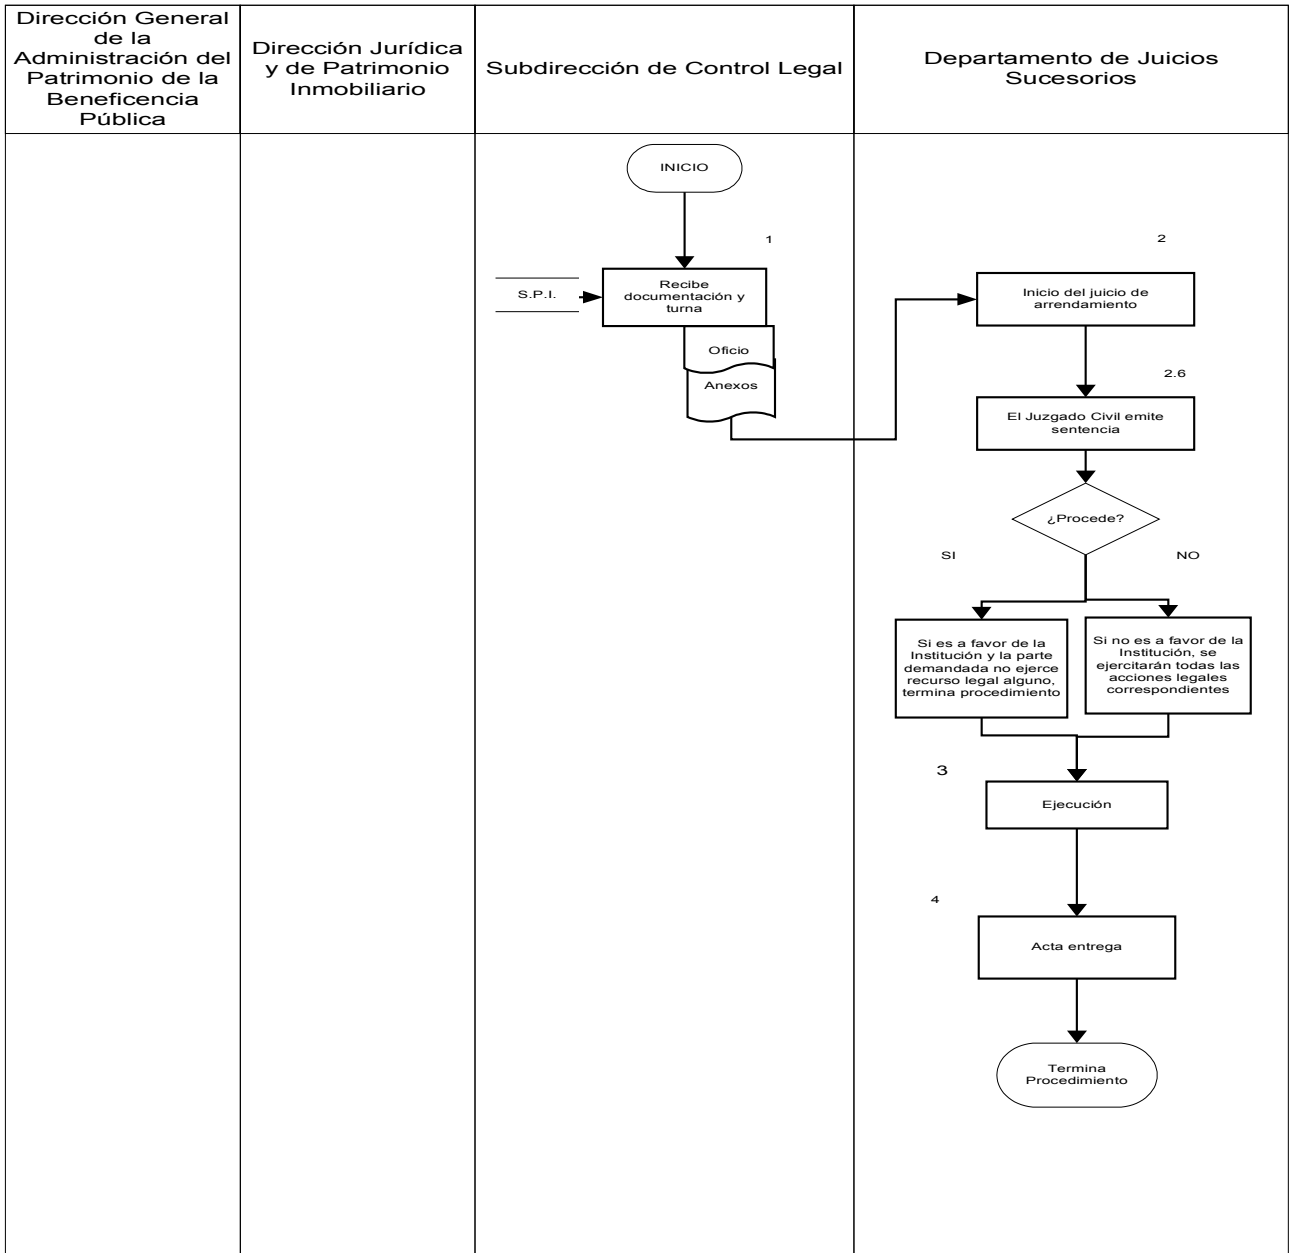 Dirección General
de la
Administración del
Patrimonio de la
Beneficencia
Pública
Dirección Jurídica
y de Patrimonio
Inmobiliario
Subdirección de Control Legal
Departamento de Juicios
Sucesorios
INICIO
1
S.P.I.
Recibe
documentación y
turna
Oficio
Anexos
2
Inicio del juicio de
arrendamiento
2.6
El Juzgado Civil emite
sentencia
¿Procede?
SI
NO
Si es a favor de la
Institución y la parte
demandada no ejerce
recurso legal alguno,
termina procedimiento
Si no es a favor de la
Institución, se
ejercitarán todas las
acciones legales
correspondientes
3
Ejecución
4
Acta entrega
Termina
Procedimiento